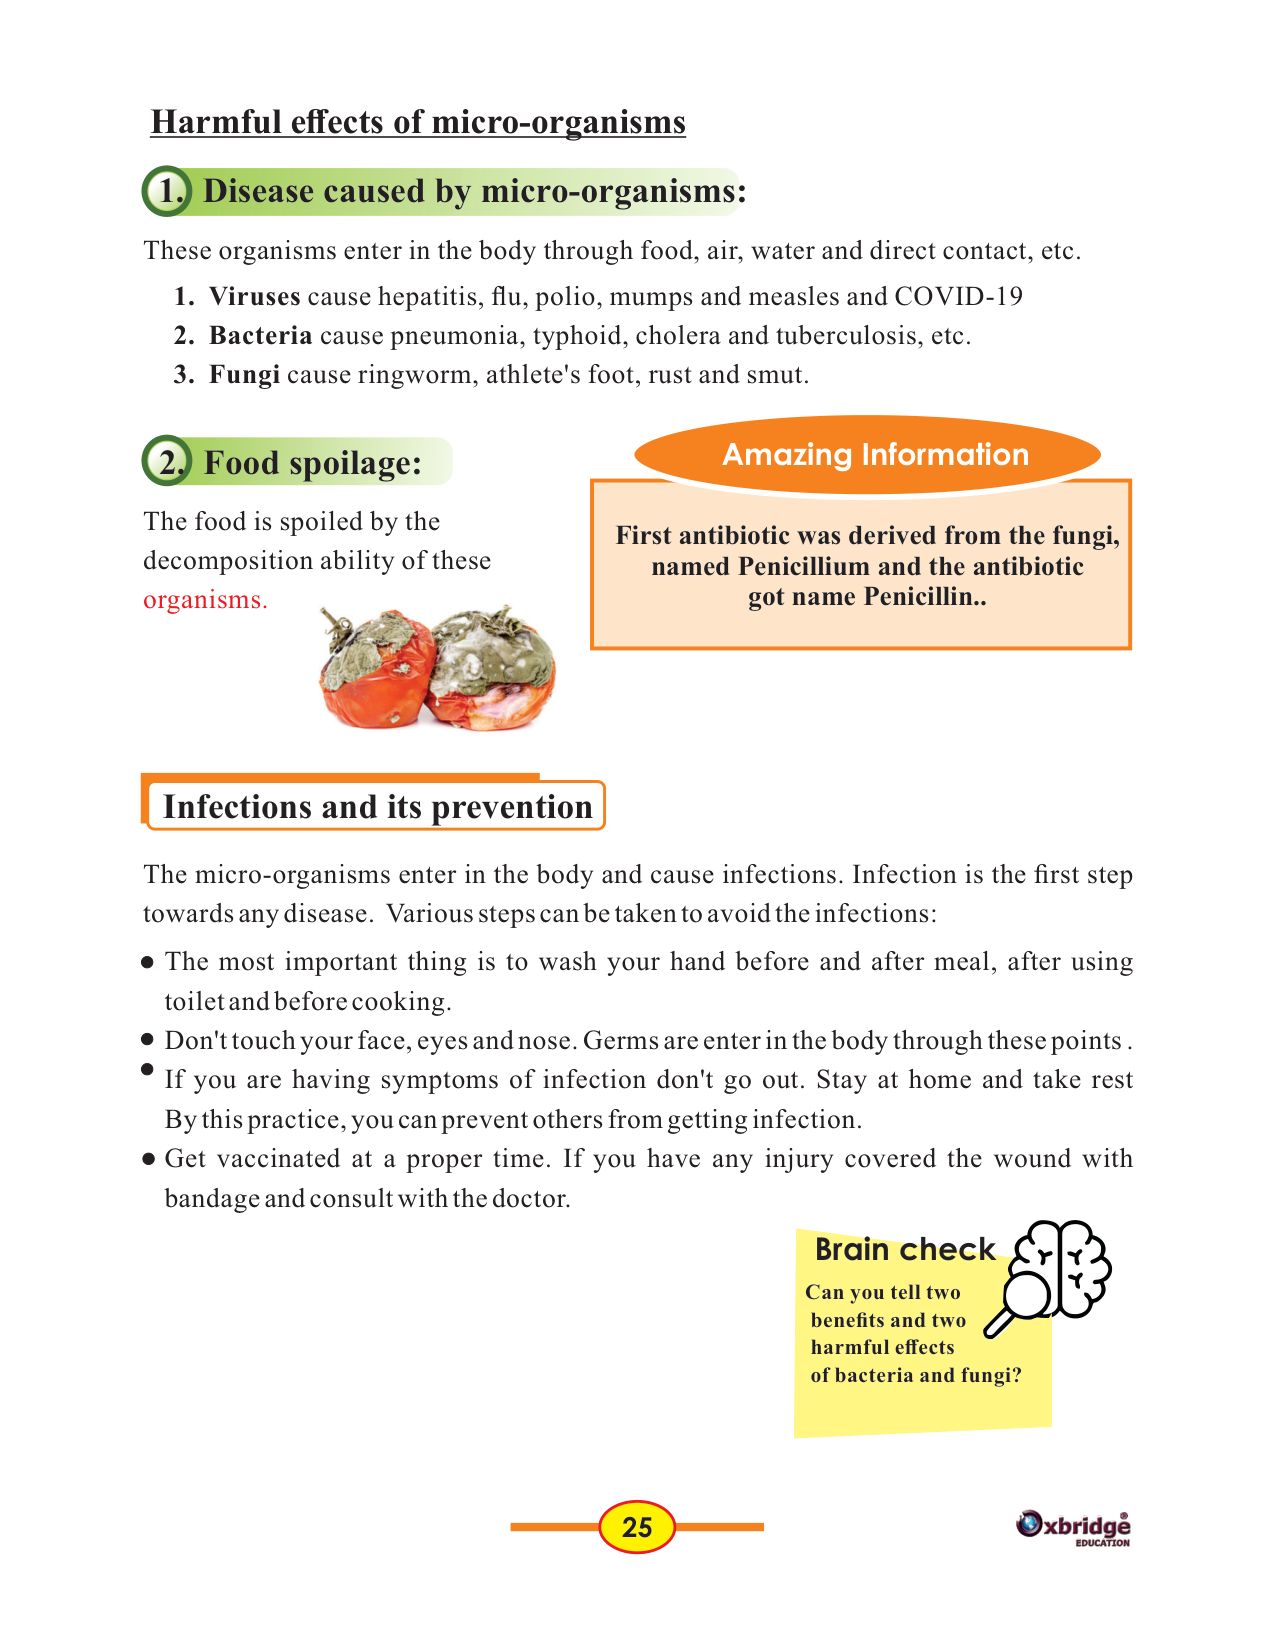 Harmful effects of micro-organisms
1. Disease caused by micro-organisms:
These organisms enter in the body through food, air, water and direct contact, etc.
1. Viruses cause hepatitis, flu, polio, mumps and measles and COVID-19
2. Bacteria cause pneumonia, typhoid, cholera and tuberculosis, etc.
3. Fungi cause ringworm, athlete's foot, rust and smut.
2. Food spoilage:
The food is spoiled by the
decomposition ability of these
organisms.
Amazing Information
First antibiotic was derived from the fungi,
named Penicillium and the antibiotic
got name Penicillin..
Infections and its prevention
The micro-organisms enter in the body and cause infections. Infection is the first step
towards any disease. Various steps can be taken to avoid the infections:
● The most important thing is to wash your hand before and after meal, after using
toilet and before cooking.
● Don't touch your face, eyes and nose. Germs are enter in the body through these points .
● If you are having symptoms of infection don't go out. Stay at home and take rest
By this practice, you can prevent others from getting infection.
● Get vaccinated at a proper time. If you have any injury covered the wound with
bandage and consult with the doctor.
Brain check
Can you tell two
benefits and two
harmful effects
of bacteria and fungi?
25
Oxbridge®
EDUCATION